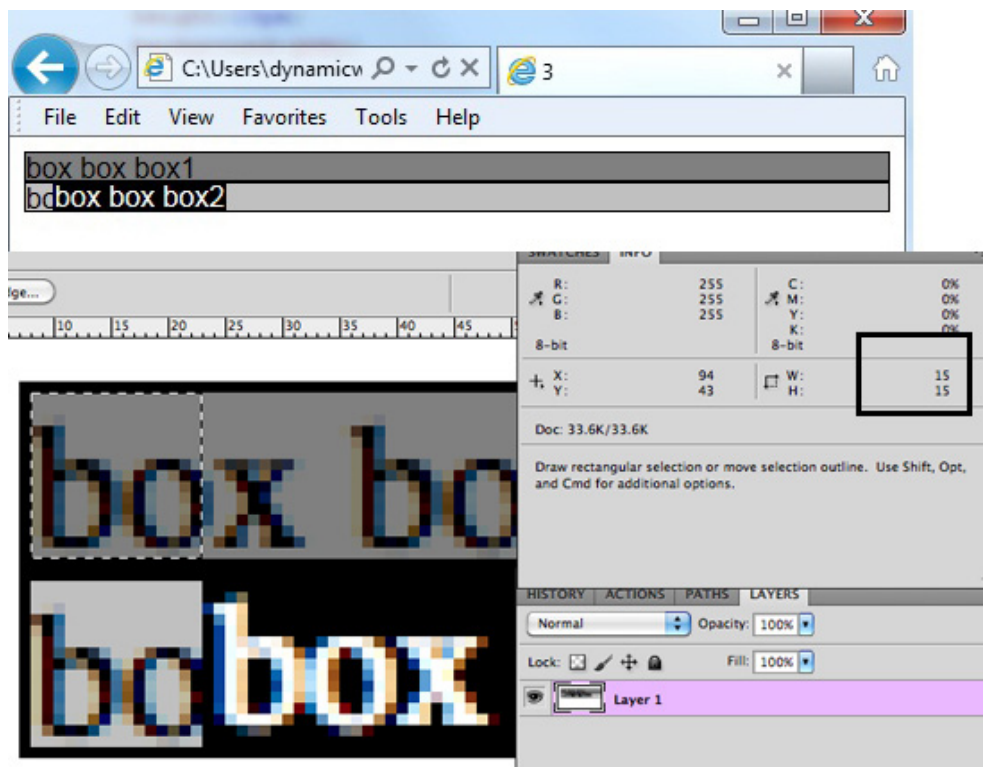 C:\Users\dynamicw
3
File Edit View Favorites Tools Help
box box box1
bobox box box2
SWATCHES INFO
R: 255 C: 0%
G: 255 M: 0%
B: 255 Y: 0%
K: 0%
8-bit 8-bit
X: 94 W: 15
Y: 43 H: 15
Doc: 33.6K/33.6K
Draw rectangular selection or move selection outline. Use Shift, Opt,
and Cmd for additional options.
dge...
10 15 20 25 30 35 40 45
box bo
bo box
HISTORY ACTIONS PATHS LAYERS
Normal Opacity: 100%
Lock: Fill: 100%
Layer 1